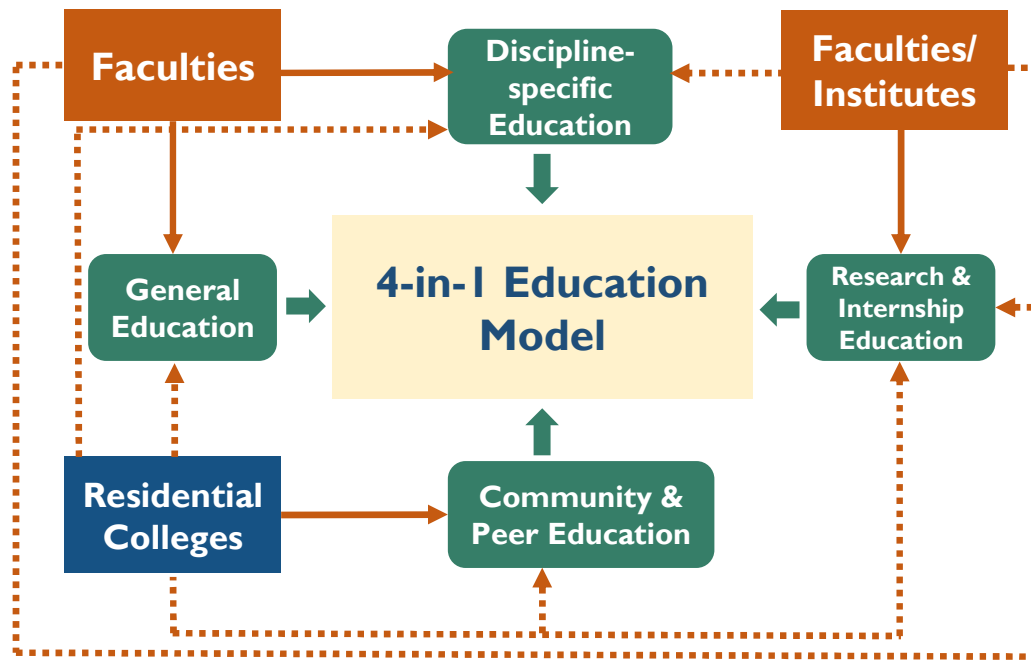 Faculties
Discipline-
specific
Education
Faculties/
Institutes
General
Education
4-in-1 Education
Model
Research &
Internship
Education
Residential
Colleges
Community &
Peer Education